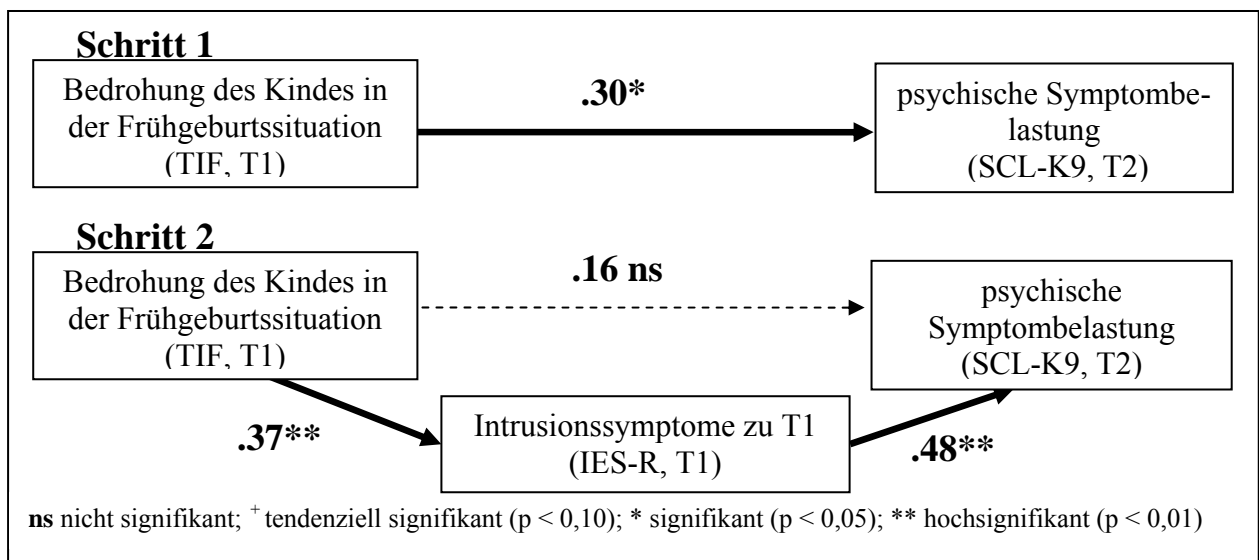 Schritt 1
Bedrohung des Kindes in
der Frühgeburtssituation
(TIF, T1)
.30*
psychische Symptombe-
lastung
(SCL-K9, T2)
Schritt 2
Bedrohung des Kindes in
der Frühgeburtssituation
(TIF, T1)
.16 ns
psychische
Symptombelastung
(SCL-K9, T2)
.37**
Intrusionssymptome zu T1
(IES-R, T1)
.48**
ns nicht signifikant; + tendenziell signifikant (p < 0,10); * signifikant (p < 0,05); ** hochsignifikant (p < 0,01)